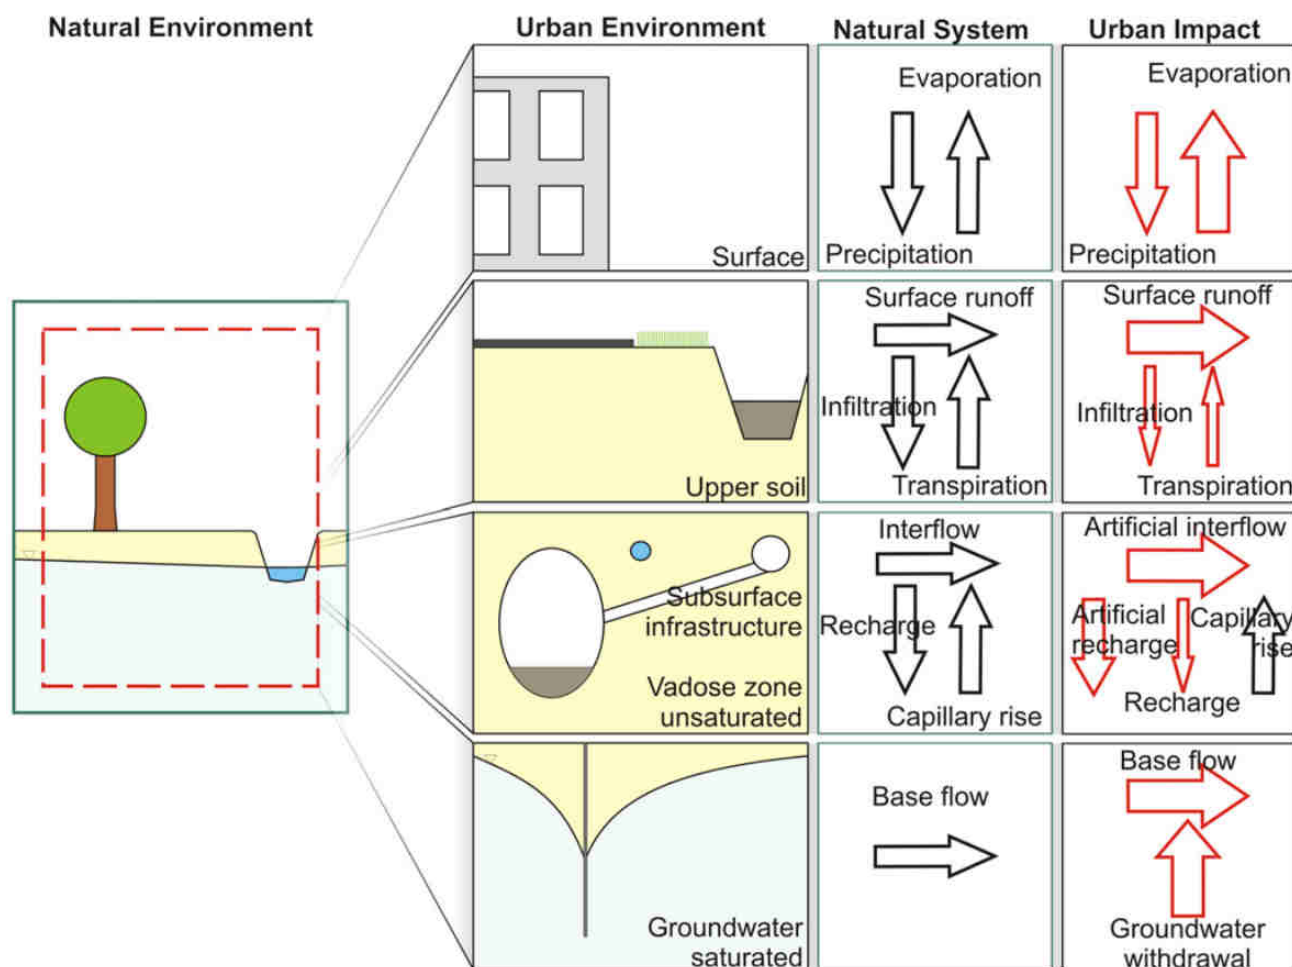 Natural Environment
Urban Environment
Natural System
Urban Impact
Surface
Evaporation
Precipitation
Evaporation
Precipitation
Upper soil
Surface runoff
Infiltration
Transpiration
Surface runoff
Infiltration
Transpiration
Subsurface
infrastructure
Vadose zone
unsaturated
Interflow
Recharge
Capillary rise
Artificial interflow
Artificial
recharge
Capillary
rise
Recharge
Groundwater
saturated
Base flow
Base flow
Groundwater
withdrawal